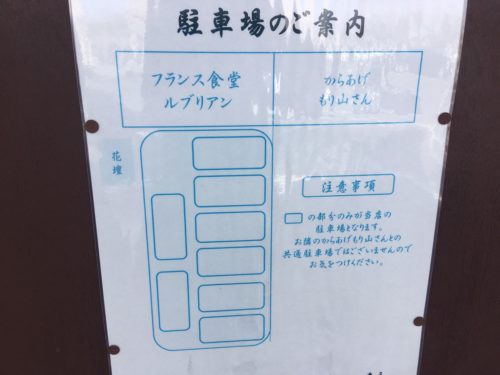 駐車場のご案内
フランス食堂
ルブリアン
からあげ
もり山さん
花壇
注意事項
の部分のみが当店の
駐車場となります。
お隣のからあげもり山さんとの
共通駐車場ではございませんので
お気をつけください。